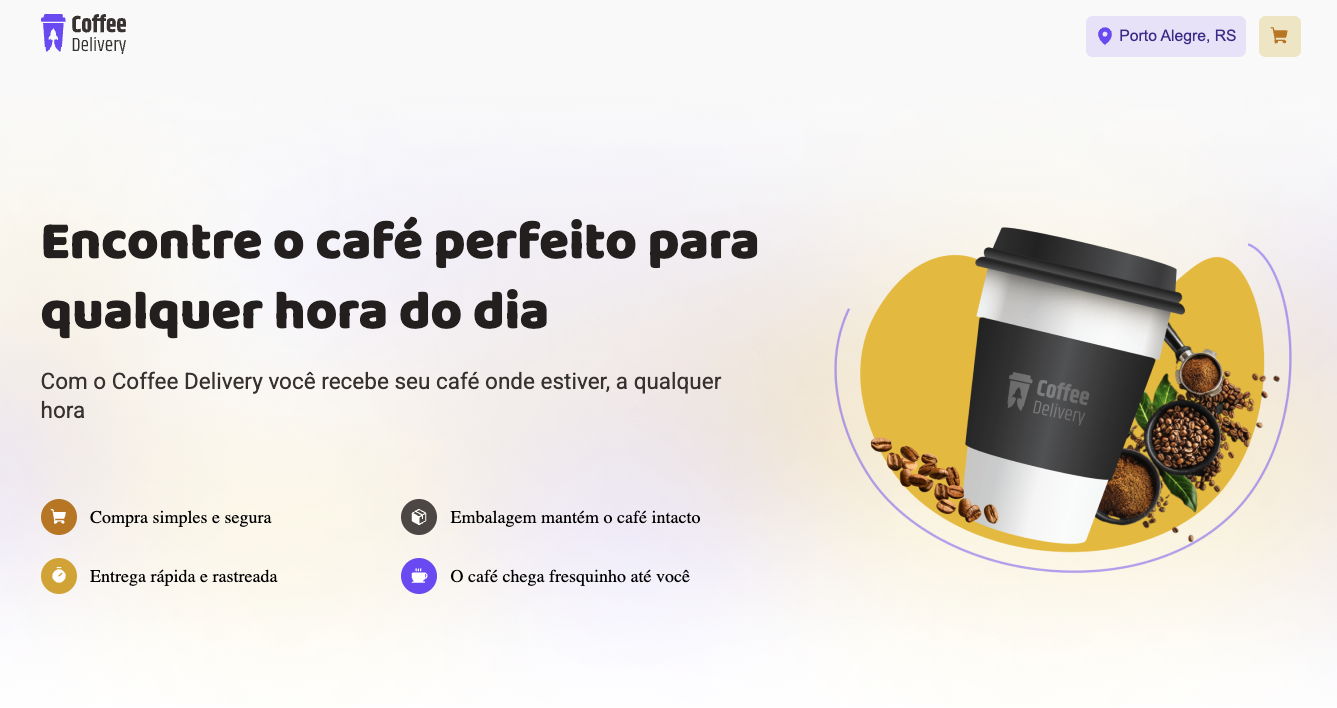 Coffee
Delivery
Porto Alegre, RS
Encontre o café perfeito para
qualquer hora do dia
Com o Coffee Delivery você recebe seu café onde estiver, a qualquer
hora
Coffee
Delivery
Compra simples e segura
Embalagem mantém o café intacto
Entrega rápida e rastreada
O café chega fresquinho até você